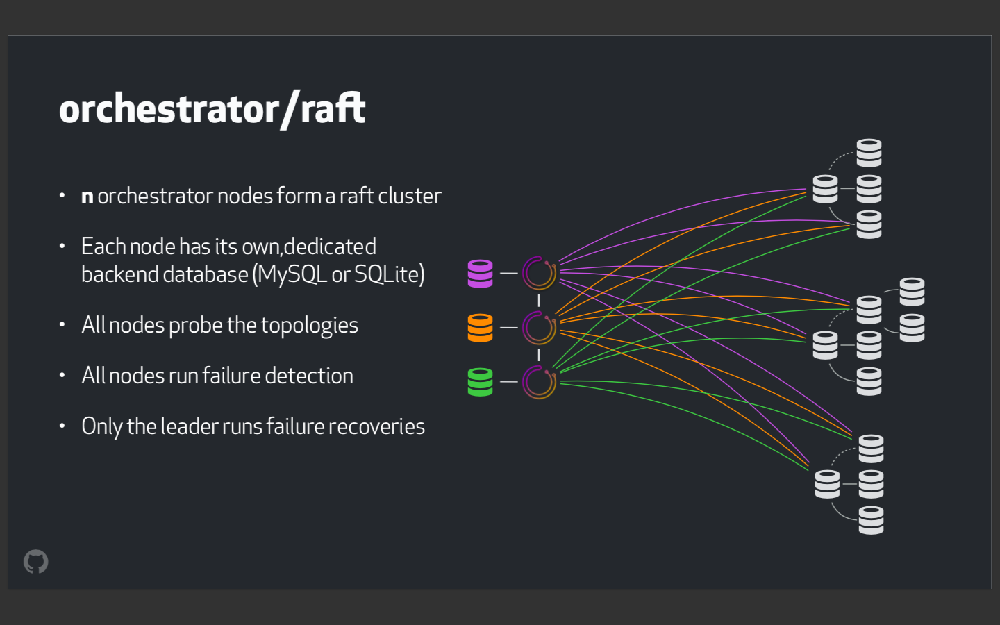 orchestrator/raft
• n orchestrator nodes form a raft cluster
• Each node has its own,dedicated
backend database (MySQL or SQLite)
• All nodes probe the topologies
• All nodes run failure detection
• Only the leader runs failure recoveries